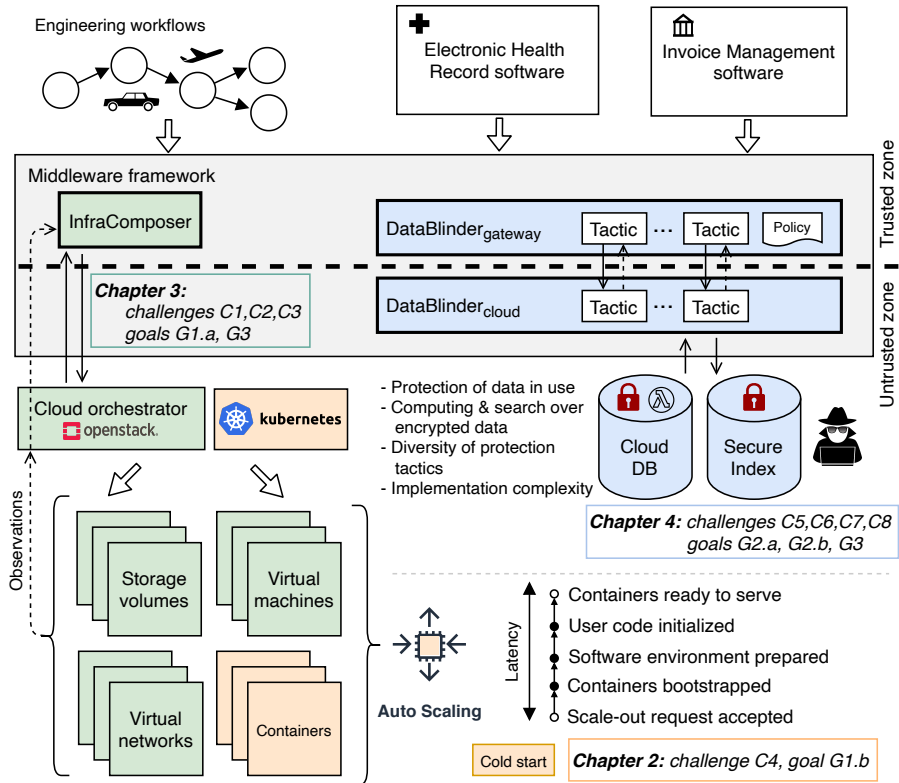 Engineering workflows
Electronic Health
Record software
Invoice Management
software
Middleware framework
InfraComposer
DataBlinder gateway
Tactic
...
Tactic
Policy
Trusted zone
Chapter 3:
challenges C1,C2,C3
goals G1.a, G3
DataBlinder cloud
Tactic
...
Tactic
Untrusted zone
Cloud orchestrator
openstack.
kubernetes
- Protection of data in use
- Computing & search over
encrypted data
- Diversity of protection
tactics
- Implementation complexity
Cloud
DB
Secure
Index
Chapter 4: challenges C5,C6,C7,C8
goals G2.a, G2.b, G3
Observations
Storage
volumes
Virtual
machines
Virtual
networks
Containers
Auto Scaling
Latency
Containers ready to serve
User code initialized
Software environment prepared
Containers bootstrapped
Scale-out request accepted
Cold start
Chapter 2: challenge C4, goal G1.b